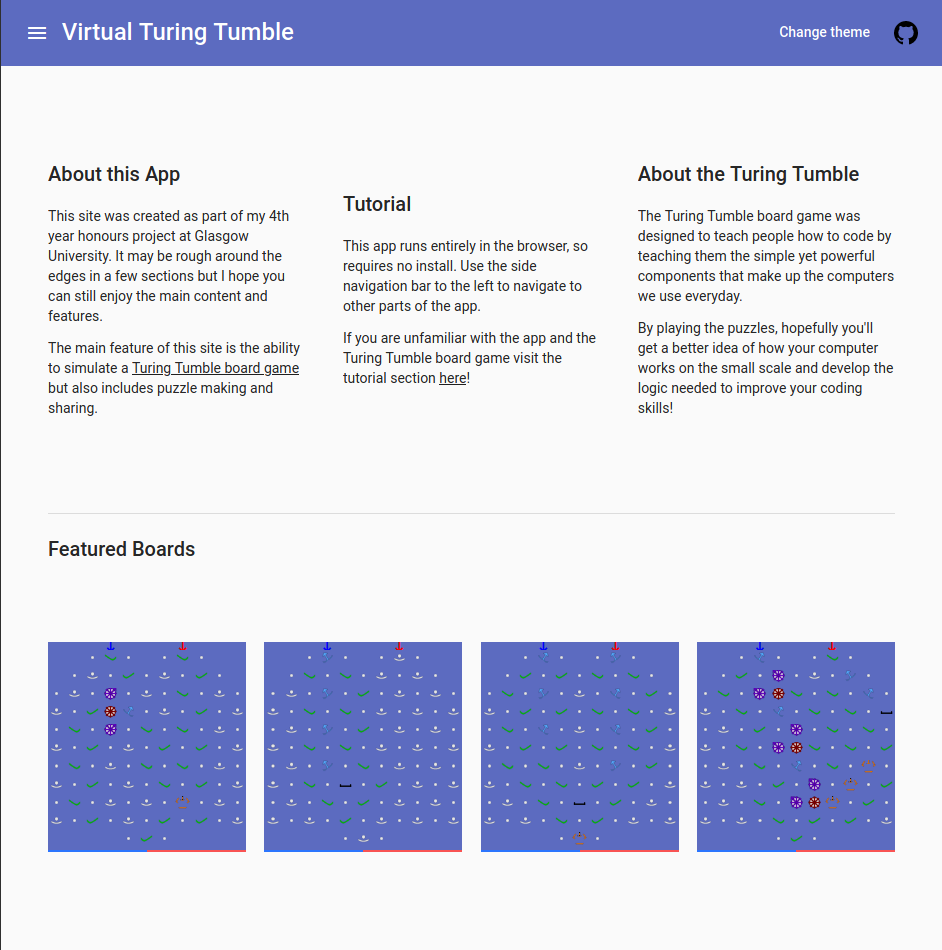 Virtual Turing Tumble
Change theme
About this App
This site was created as part of my 4th
year honours project at Glasgow
University. It may be rough around the
edges in a few sections but I hope you
can still enjoy the main content and
features.
The main feature of this site is the ability
to simulate a Turing Tumble board game
but also includes puzzle making and
sharing.
Tutorial
This app runs entirely in the browser, so
requires no install. Use the side
navigation bar to the left to navigate to
other parts of the app.
If you are unfamiliar with the app and the
Turing Tumble board game visit the
tutorial section here!
About the Turing Tumble
The Turing Tumble board game was
designed to teach people how to code by
teaching them the simple yet powerful
components that make up the computers
we use everyday.
By playing the puzzles, hopefully you'll
get a better idea of how your computer
works on the small scale and develop the
logic needed to improve your coding
skills!
Featured Boards